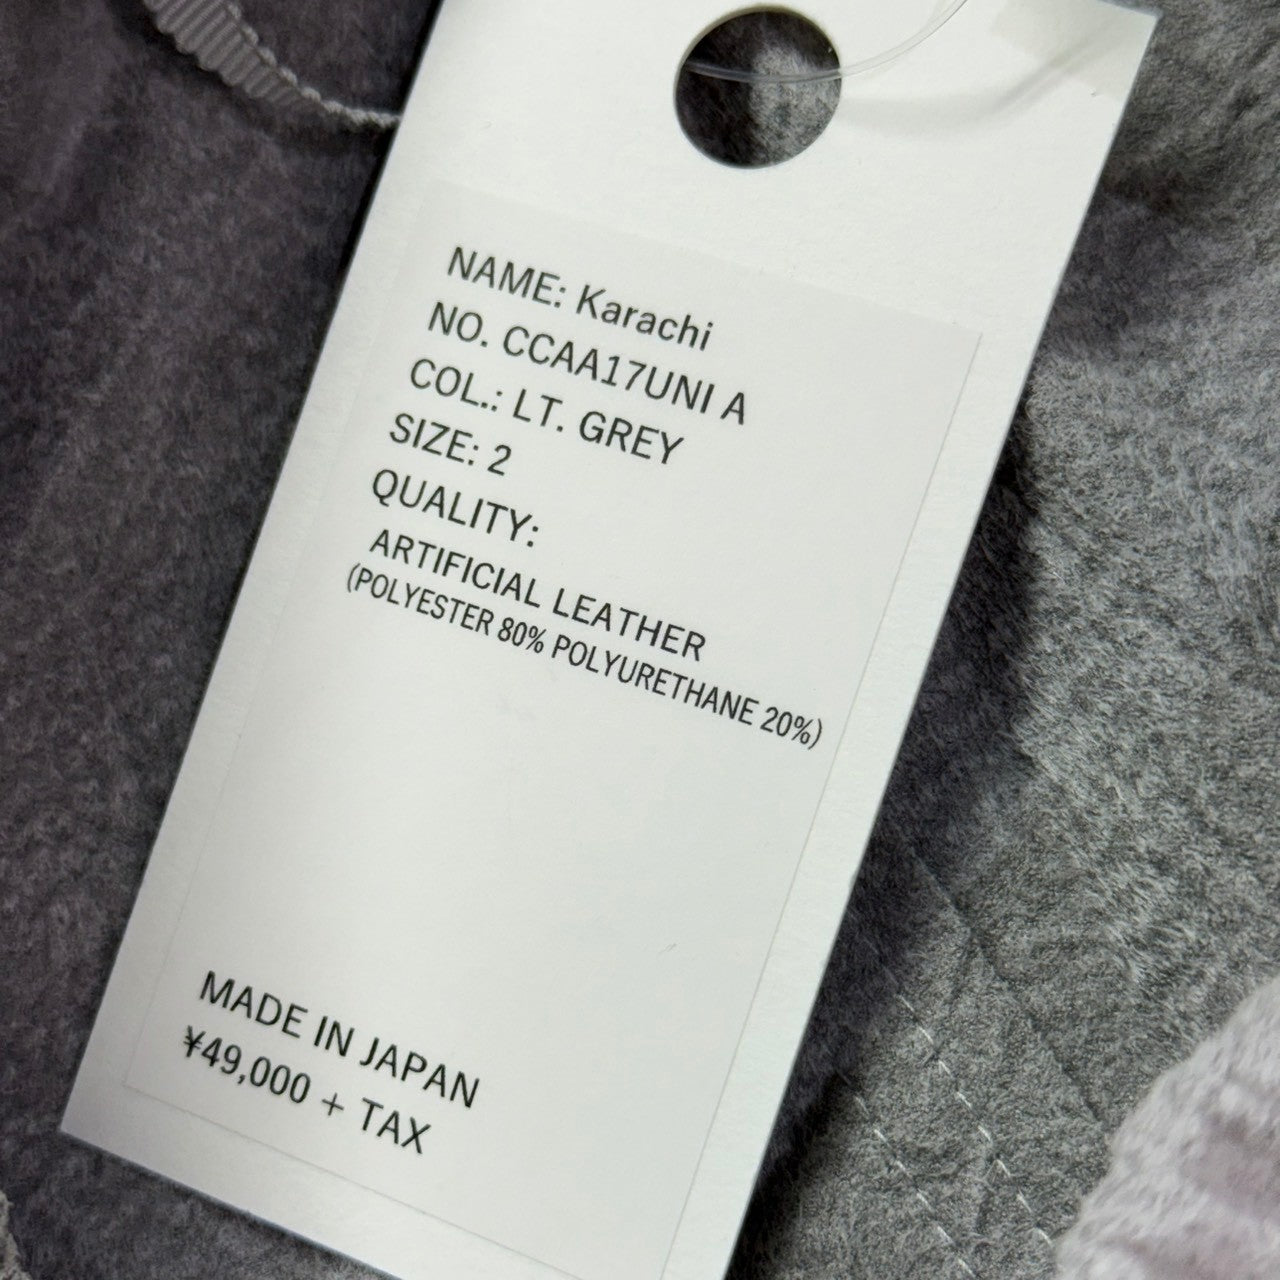 NAME: Karachi
NO. CCAA17UNI A
COL.: LT. GREY
SIZE: 2
QUALITY:
ARTIFICIAL LEATHER
(POLYESTER 80% POLYURETHANE 20%)
MADE IN JAPAN
¥49,000 + TAX